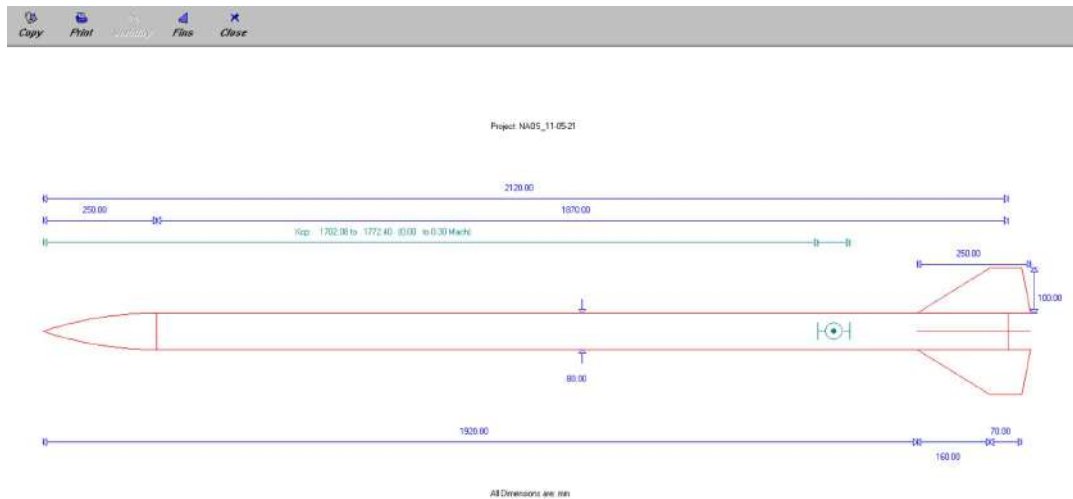 Copy Print Fins Close
Project: NAOS_11-05-21
2120.00
250.00 1870.00
Xcp: 1702.08 to 1772.40 (0.00 to 0.30 Mach)
250.00
100.00
80.00
1920.00 70.00
160.00
All Dimensions are: mm